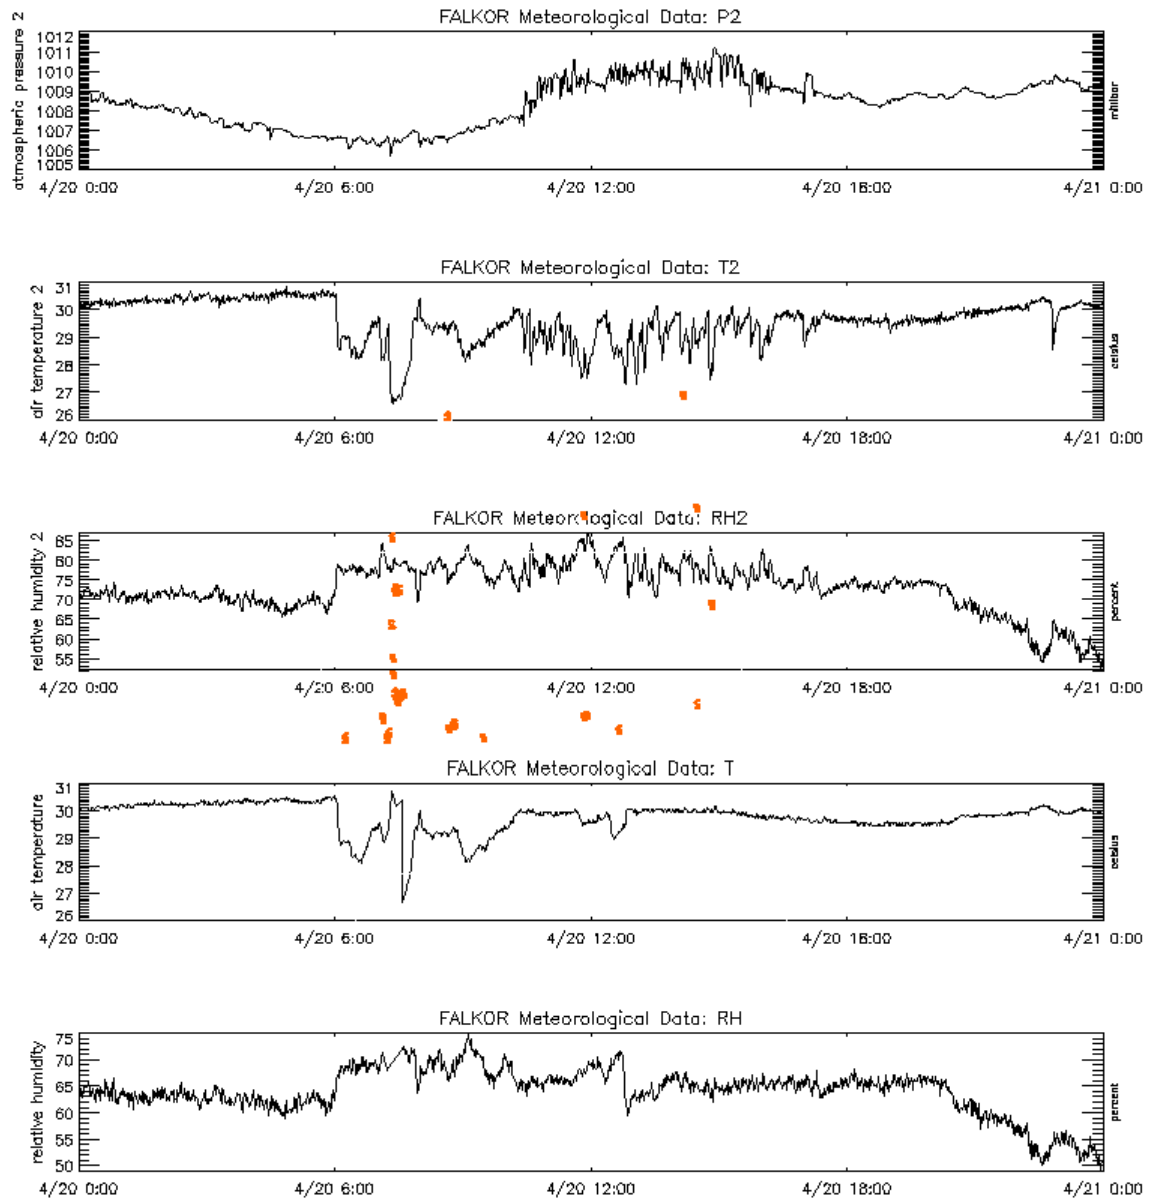 FALKOR Meteorological Data: P2
atmospheric pressure 2
1012
1011
1010
1009
1008
1007
1006
1005
millibar
4/20 0:00 4/20 6:00 4/20 12:00 4/20 18:00 4/21 0:00
FALKOR Meteorological Data: T2
air temperature 2
31
30
29
28
27
26
celsius
4/20 0:00 4/20 6:00 4/20 12:00 4/20 18:00 4/21 0:00
FALKOR Meteorological Data: RH2
relative humidity 2
85
80
75
70
65
60
55
percent
4/20 0:00 4/20 6:00 4/20 12:00 4/20 18:00 4/21 0:00
FALKOR Meteorological Data: T
air temperature
31
30
29
28
27
26
celsius
4/20 0:00 4/20 6:00 4/20 12:00 4/20 18:00 4/21 0:00
FALKOR Meteorological Data: RH
relative humidity
75
70
65
60
55
50
percent
4/20 0:00 4/20 6:00 4/20 12:00 4/20 18:00 4/21 0:00